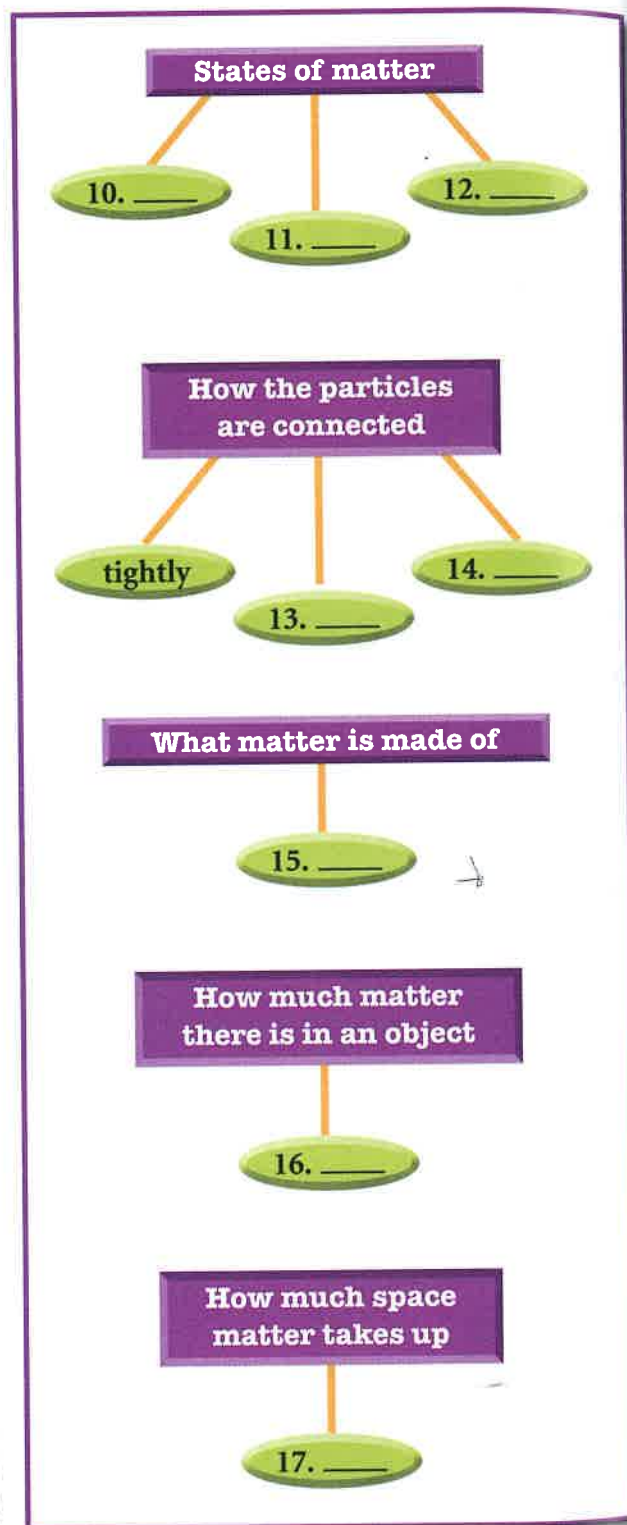 States of matter
10. ____
11. ____
12. ____
How the particles
are connected
tightly
13. ____
14. ____
What matter is made of
15. ____
How much matter
there is in an object
16. ____
How much space
matter takes up
17. ____